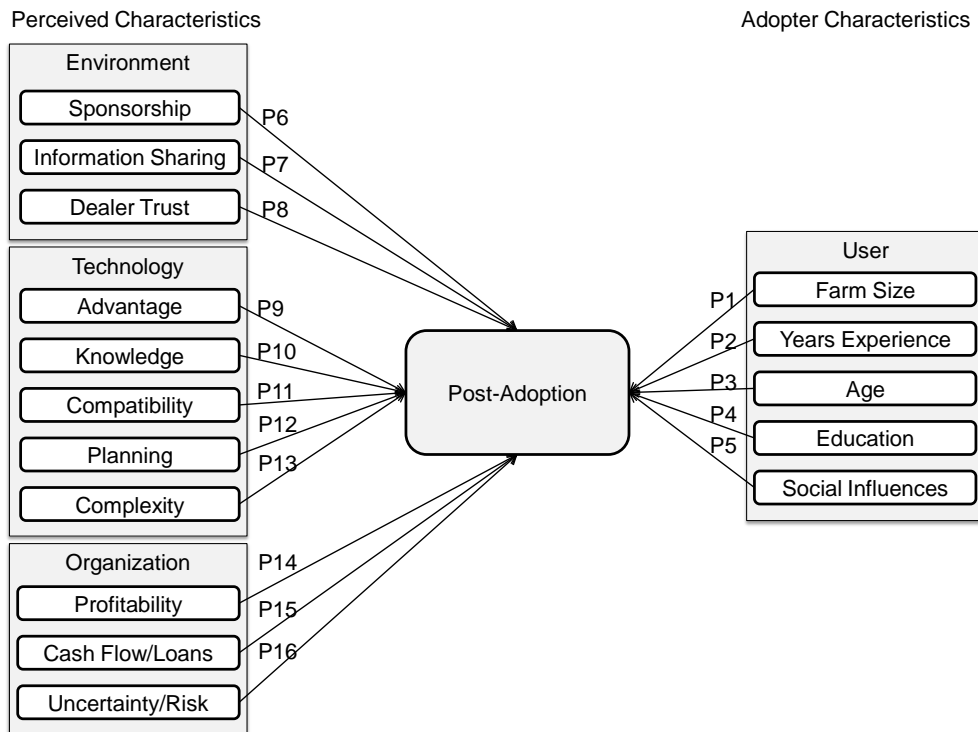 Perceived Characteristics
Adopter Characteristics
Environment
Sponsorship
P6
Information Sharing
P7
Dealer Trust
P8
Technology
Advantage
P9
Knowledge
P10
Compatibility
P11
Planning
P12
Complexity
P13
Organization
Profitability
P14
Cash Flow/Loans
P15
Uncertainty/Risk
P16
Post-Adoption
User
P1
Farm Size
P2
Years Experience
P3
Age
P4
Education
P5
Social Influences